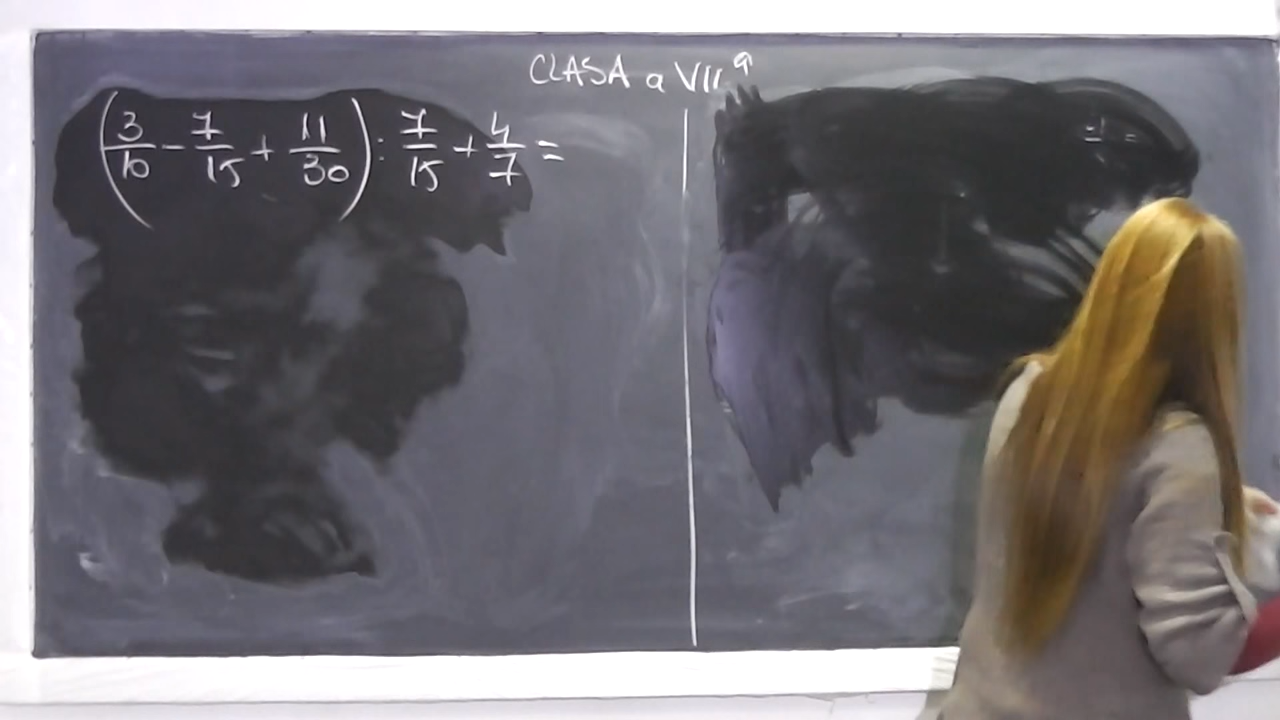 CLASA a VII a
(3/10 - 7/15 + 11/30) : 7/15 + 4/7 =